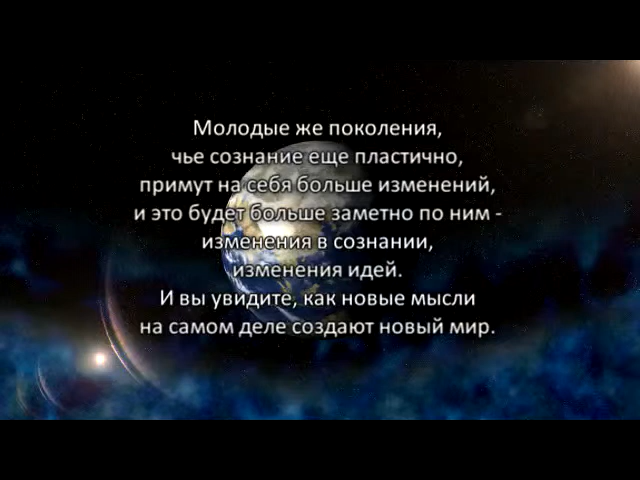 Молодые же поколения,
чье сознание еще пластично,
примут на себя больше изменений,
и это будет больше заметно по ним -
изменения в сознании,
изменения идей.
И вы увидите, как новые мысли
на самом деле создают новый мир.